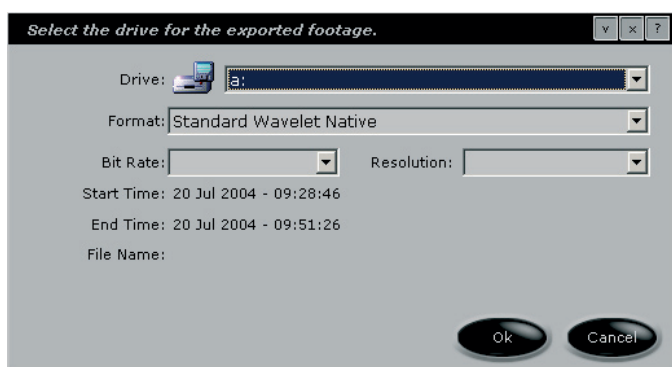 Select the drive for the exported footage. v x ?
Drive: a:
Format: Standard Wavelet Native
Bit Rate: Resolution:
Start Time: 20 Jul 2004 - 09:28:46
End Time: 20 Jul 2004 - 09:51:26
File Name:
Ok Cancel